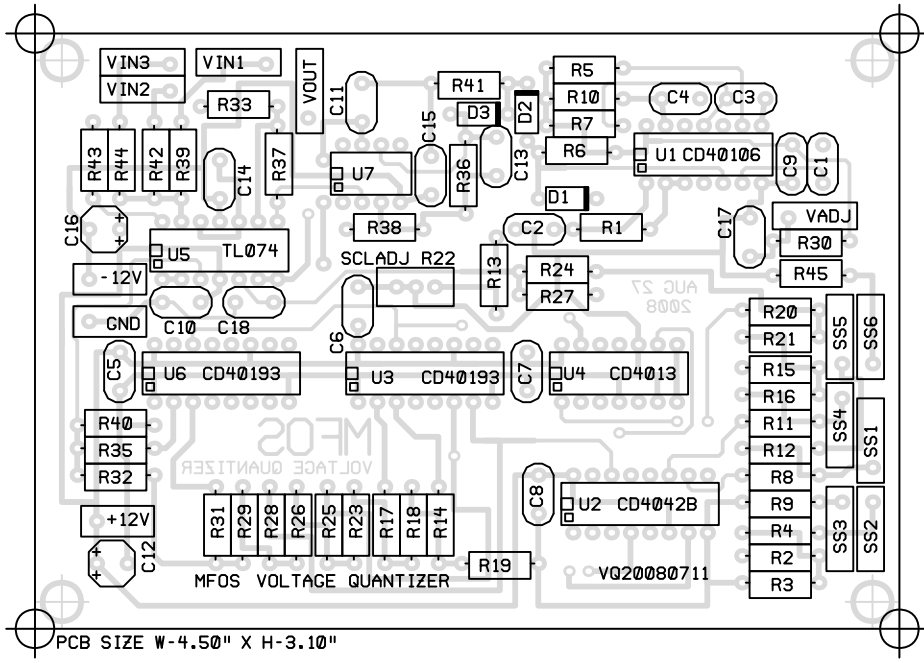 VIN3
VIN1
VIN2
VOUT
C11
R41
R5
R10
R7
R6
C4
C3
R33
D3
D2
C15
R43
R44
R42
R39
R37
C14
U7
R36
C13
U1 CD40106
C9
C1
D1
C16
R38
C2
R1
C17
VADJ
R30
R45
U5
TL074
-12V
SCLADJ R22
R13
R24
R27
AUG 27
2008
GND
C10
C18
C6
R20
R21
SS5
SS6
C5
U6
CD40193
U3
CD40193
C7
U4
CD4013
R15
R16
R11
R12
R8
R9
R4
R2
R3
SS4
SS1
SS3
SS2
R40
R35
R32
MFOS
VOLTAGE QUANTIZER
+12V
C12
R31
R29
R28
R26
R25
R23
R17
R18
R14
C8
U2 CD4042B
R19
MFOS VOLTAGE QUANTIZER
VQ20080711
PCB SIZE W-4.50" X H-3.10"